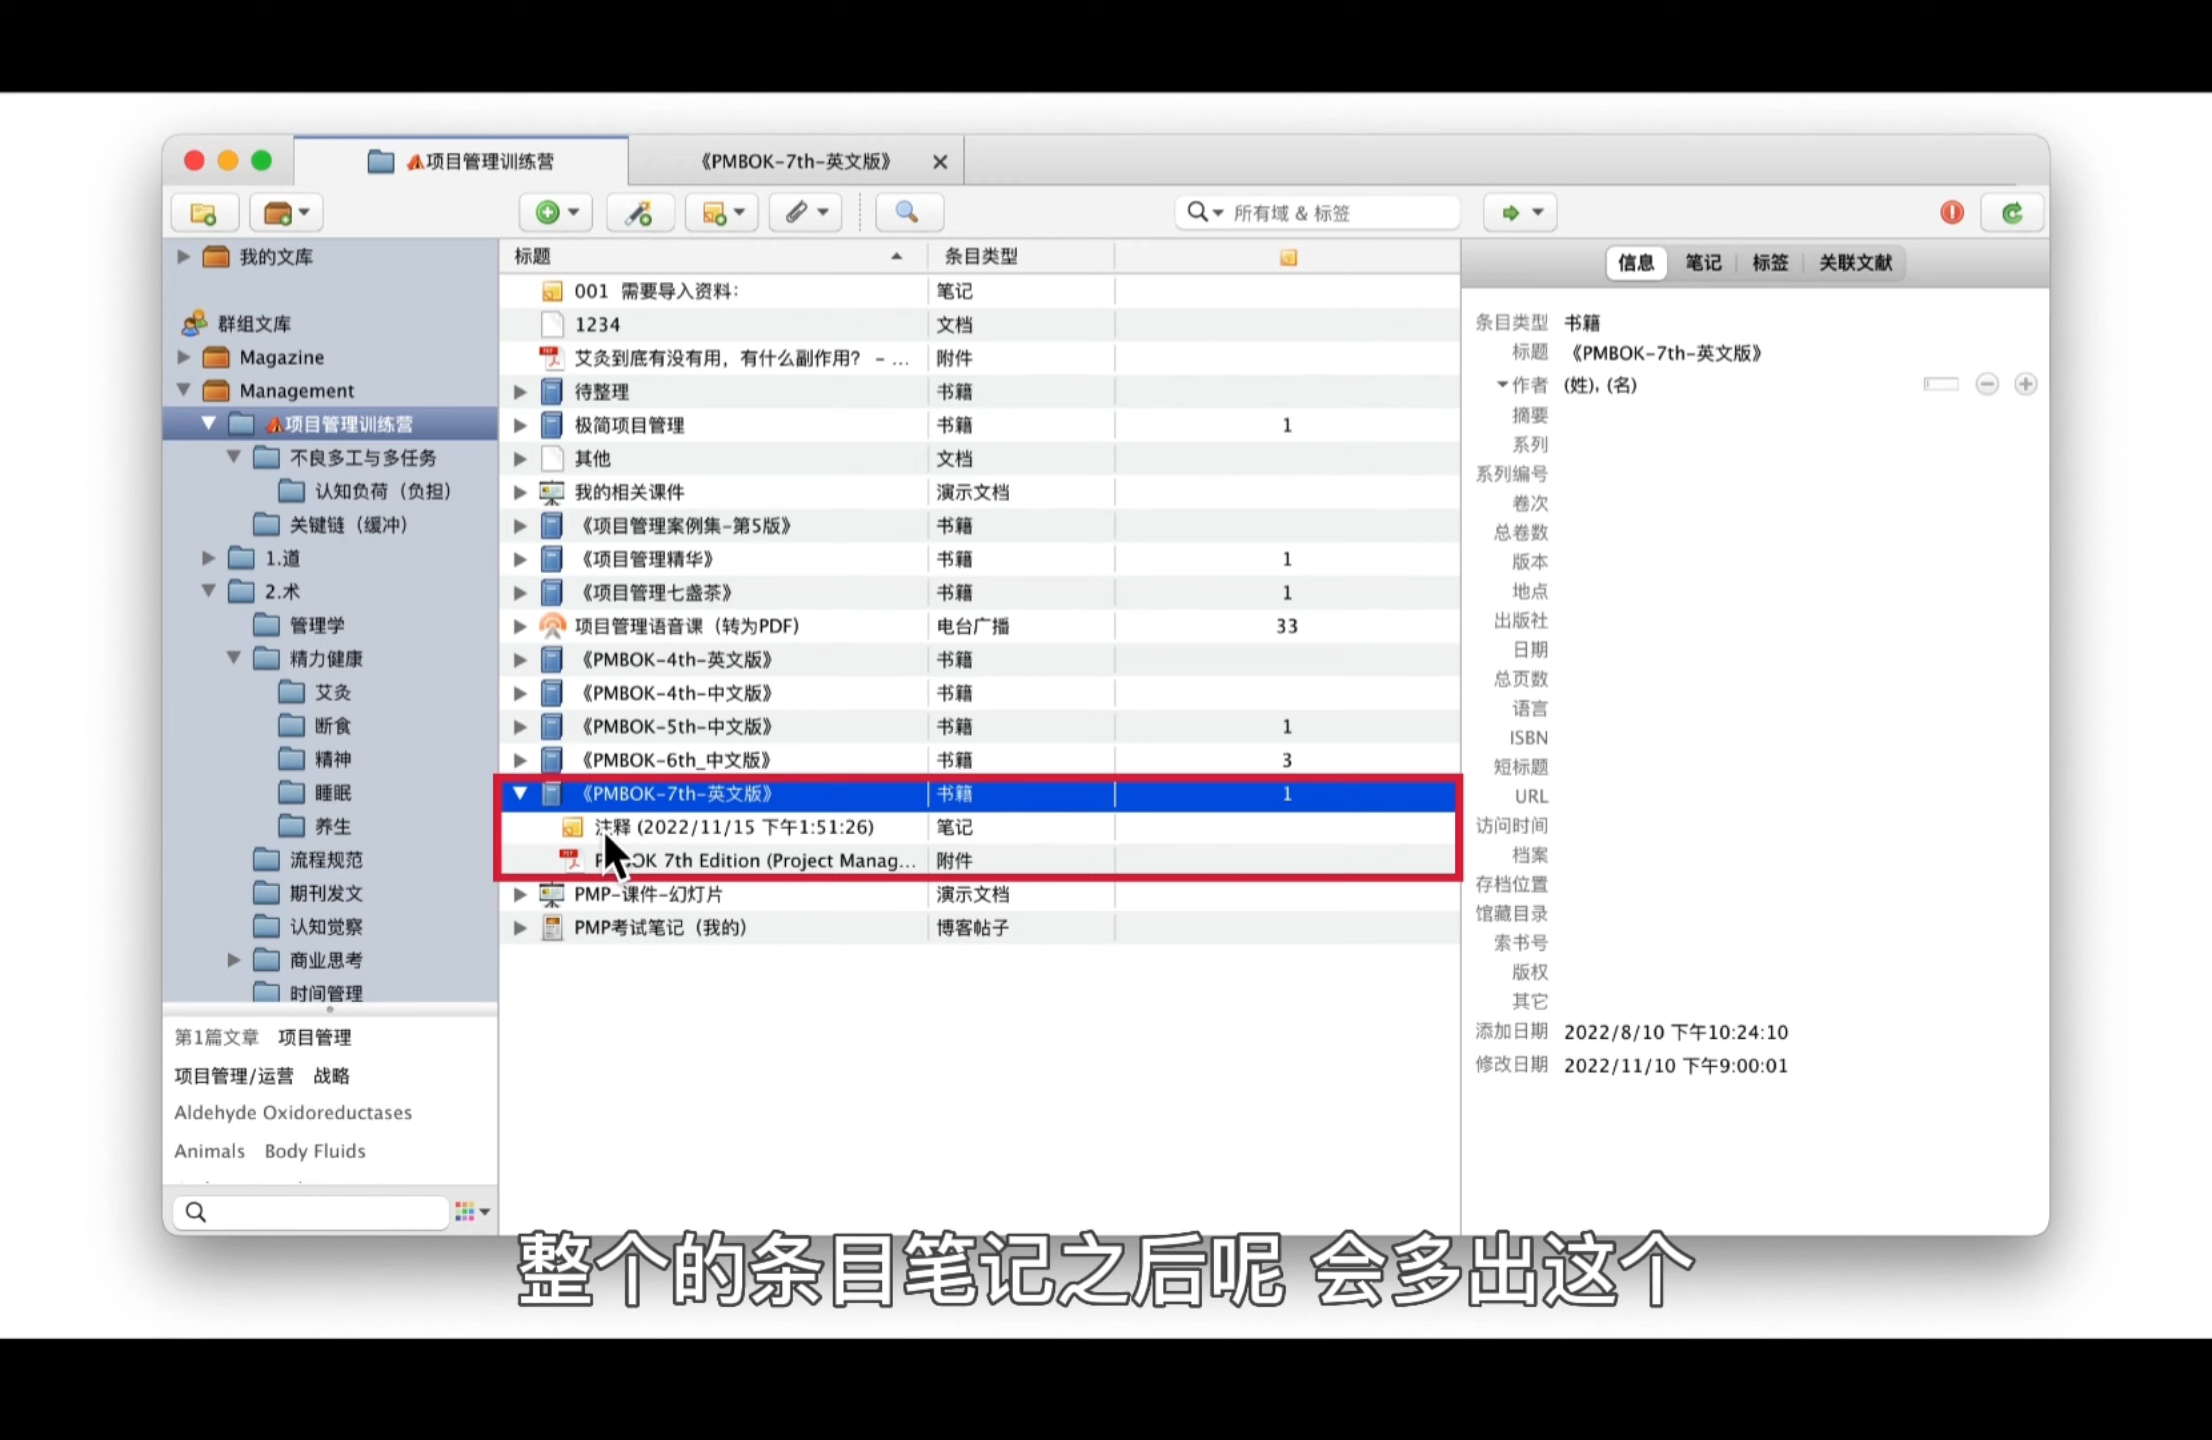 项目管理训练营
《PMBOK-7th-英文版》
所有域 & 标签
我的文库
群组文库
Magazine
Management
项目管理训练营
不良多工与多任务
认知负荷（负担）
关键链（缓冲）
1.道
2.术
管理学
精力健康
艾灸
断食
精神
睡眠
养生
流程规范
期刊发文
认知觉察
商业思考
时间管理
第1篇文章 项目管理
项目管理/运营 战略
Aldehyde Oxidoreductases
Animals Body Fluids
标题 条目类型
001 需要导入资料： 笔记
1234 文档
艾灸到底有没有用，有什么副作用？ - ... 附件
待整理 书籍
极简项目管理 书籍 1
其他 文档
我的相关课件 演示文档
《项目管理案例集-第5版》 书籍
《项目管理精华》 书籍 1
《项目管理七盏茶》 书籍 1
项目管理语音课（转为PDF） 电台广播 33
《PMBOK-4th-英文版》 书籍
《PMBOK-4th-中文版》 书籍
《PMBOK-5th-中文版》 书籍 1
《PMBOK-6th_中文版》 书籍 3
《PMBOK-7th-英文版》 书籍 1
注释 (2022/11/15 下午1:51:26) 笔记
7th Edition (Project Manag... 附件
PMP-课件-幻灯片 演示文档
PMP考试笔记（我的） 博客帖子
信息 笔记 标签 关联文献
条目类型 书籍
标题 《PMBOK-7th-英文版》
作者 (姓), (名)
摘要
系列
系列编号
卷次
总卷数
版本
地点
出版社
日期
总页数
语言
ISBN
短标题
URL
访问时间
档案
存档位置
馆藏目录
索书号
版权
其它
添加日期 2022/8/10 下午10:24:10
修改日期 2022/11/10 下午9:00:01
整个的条目笔记之后呢 会多出这个